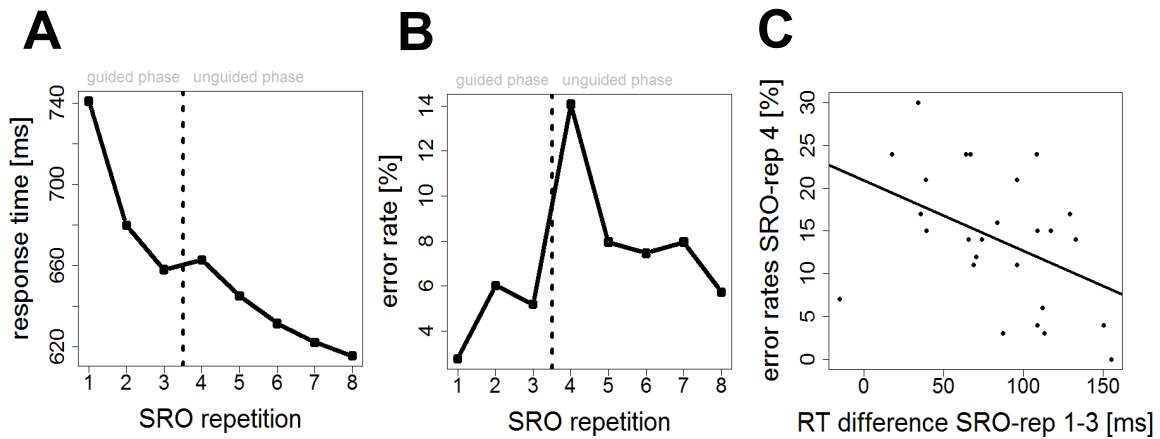 A
guided phase unguided phase
response time [ms]
740
700
660
620
1 2 3 4 5 6 7 8
SRO repetition
B
guided phase unguided phase
error rate [%]
14
12
10
8
6
4
1 2 3 4 5 6 7 8
SRO repetition
C
error rates SRO-rep 4 [%]
30
25
20
15
10
5
0
0 50 100 150
RT difference SRO-rep 1-3 [ms]